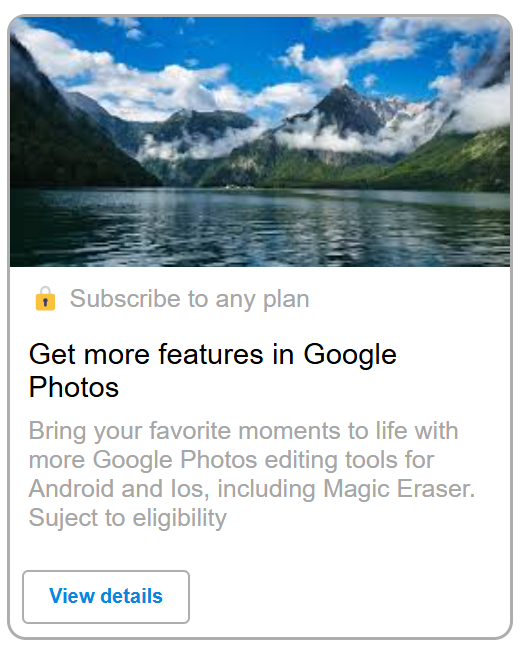 Subscribe to any plan
Get more features in Google
Photos
Bring your favorite moments to life with
more Google Photos editing tools for
Android and Ios, including Magic Eraser.
Suject to eligibility
View details